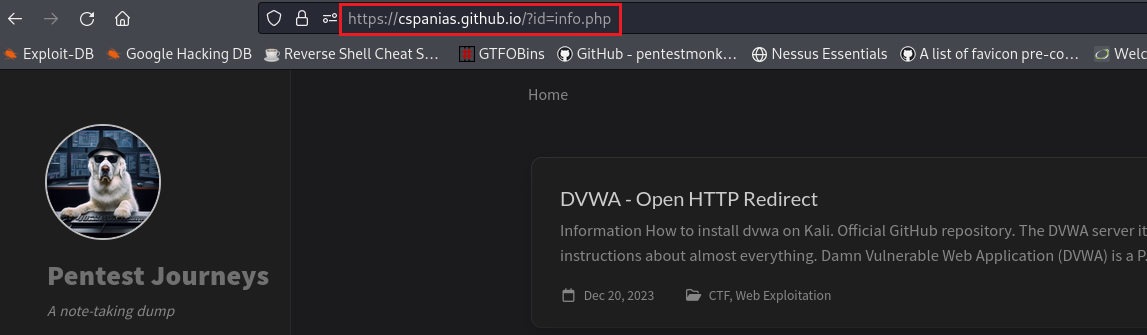 https://cspanias.github.io/?id=info.php
Exploit-DB Google Hacking DB Reverse Shell Cheat S… GTFOBins GitHub - pentestmonk… Nessus Essentials A list of favicon pre-co… Welc
Home
DVWA - Open HTTP Redirect
Information How to install dvwa on Kali. Official GitHub repository. The DVWA server it
instructions about almost everything. Damn Vulnerable Web Application (DVWA) is a P.
Dec 20, 2023 CTF, Web Exploitation
Pentest Journeys
A note-taking dump